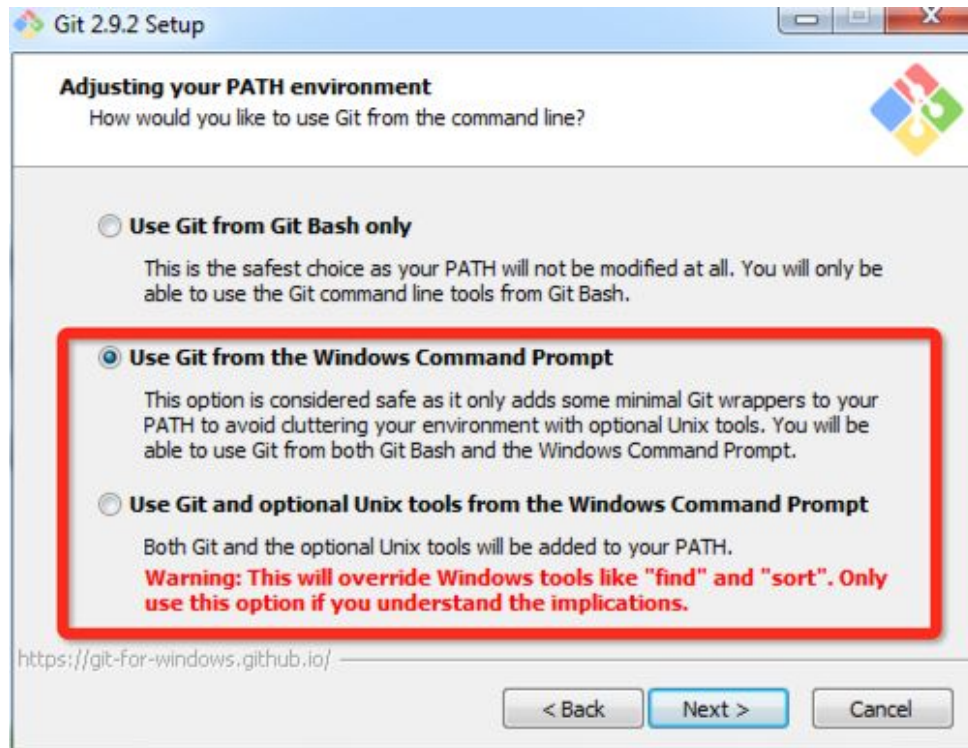 Git 2.9.2 Setup
Adjusting your PATH environment
How would you like to use Git from the command line?
Use Git from Git Bash only
This is the safest choice as your PATH will not be modified at all. You will only be
able to use the Git command line tools from Git Bash.
Use Git from the Windows Command Prompt
This option is considered safe as it only adds some minimal Git wrappers to your
PATH to avoid cluttering your environment with optional Unix tools. You will be
able to use Git from both Git Bash and the Windows Command Prompt.
Use Git and optional Unix tools from the Windows Command Prompt
Both Git and the optional Unix tools will be added to your PATH.
Warning: This will override Windows tools like "find" and "sort". Only
use this option if you understand the implications.
https://git-for-windows.github.io/
< Back Next > Cancel